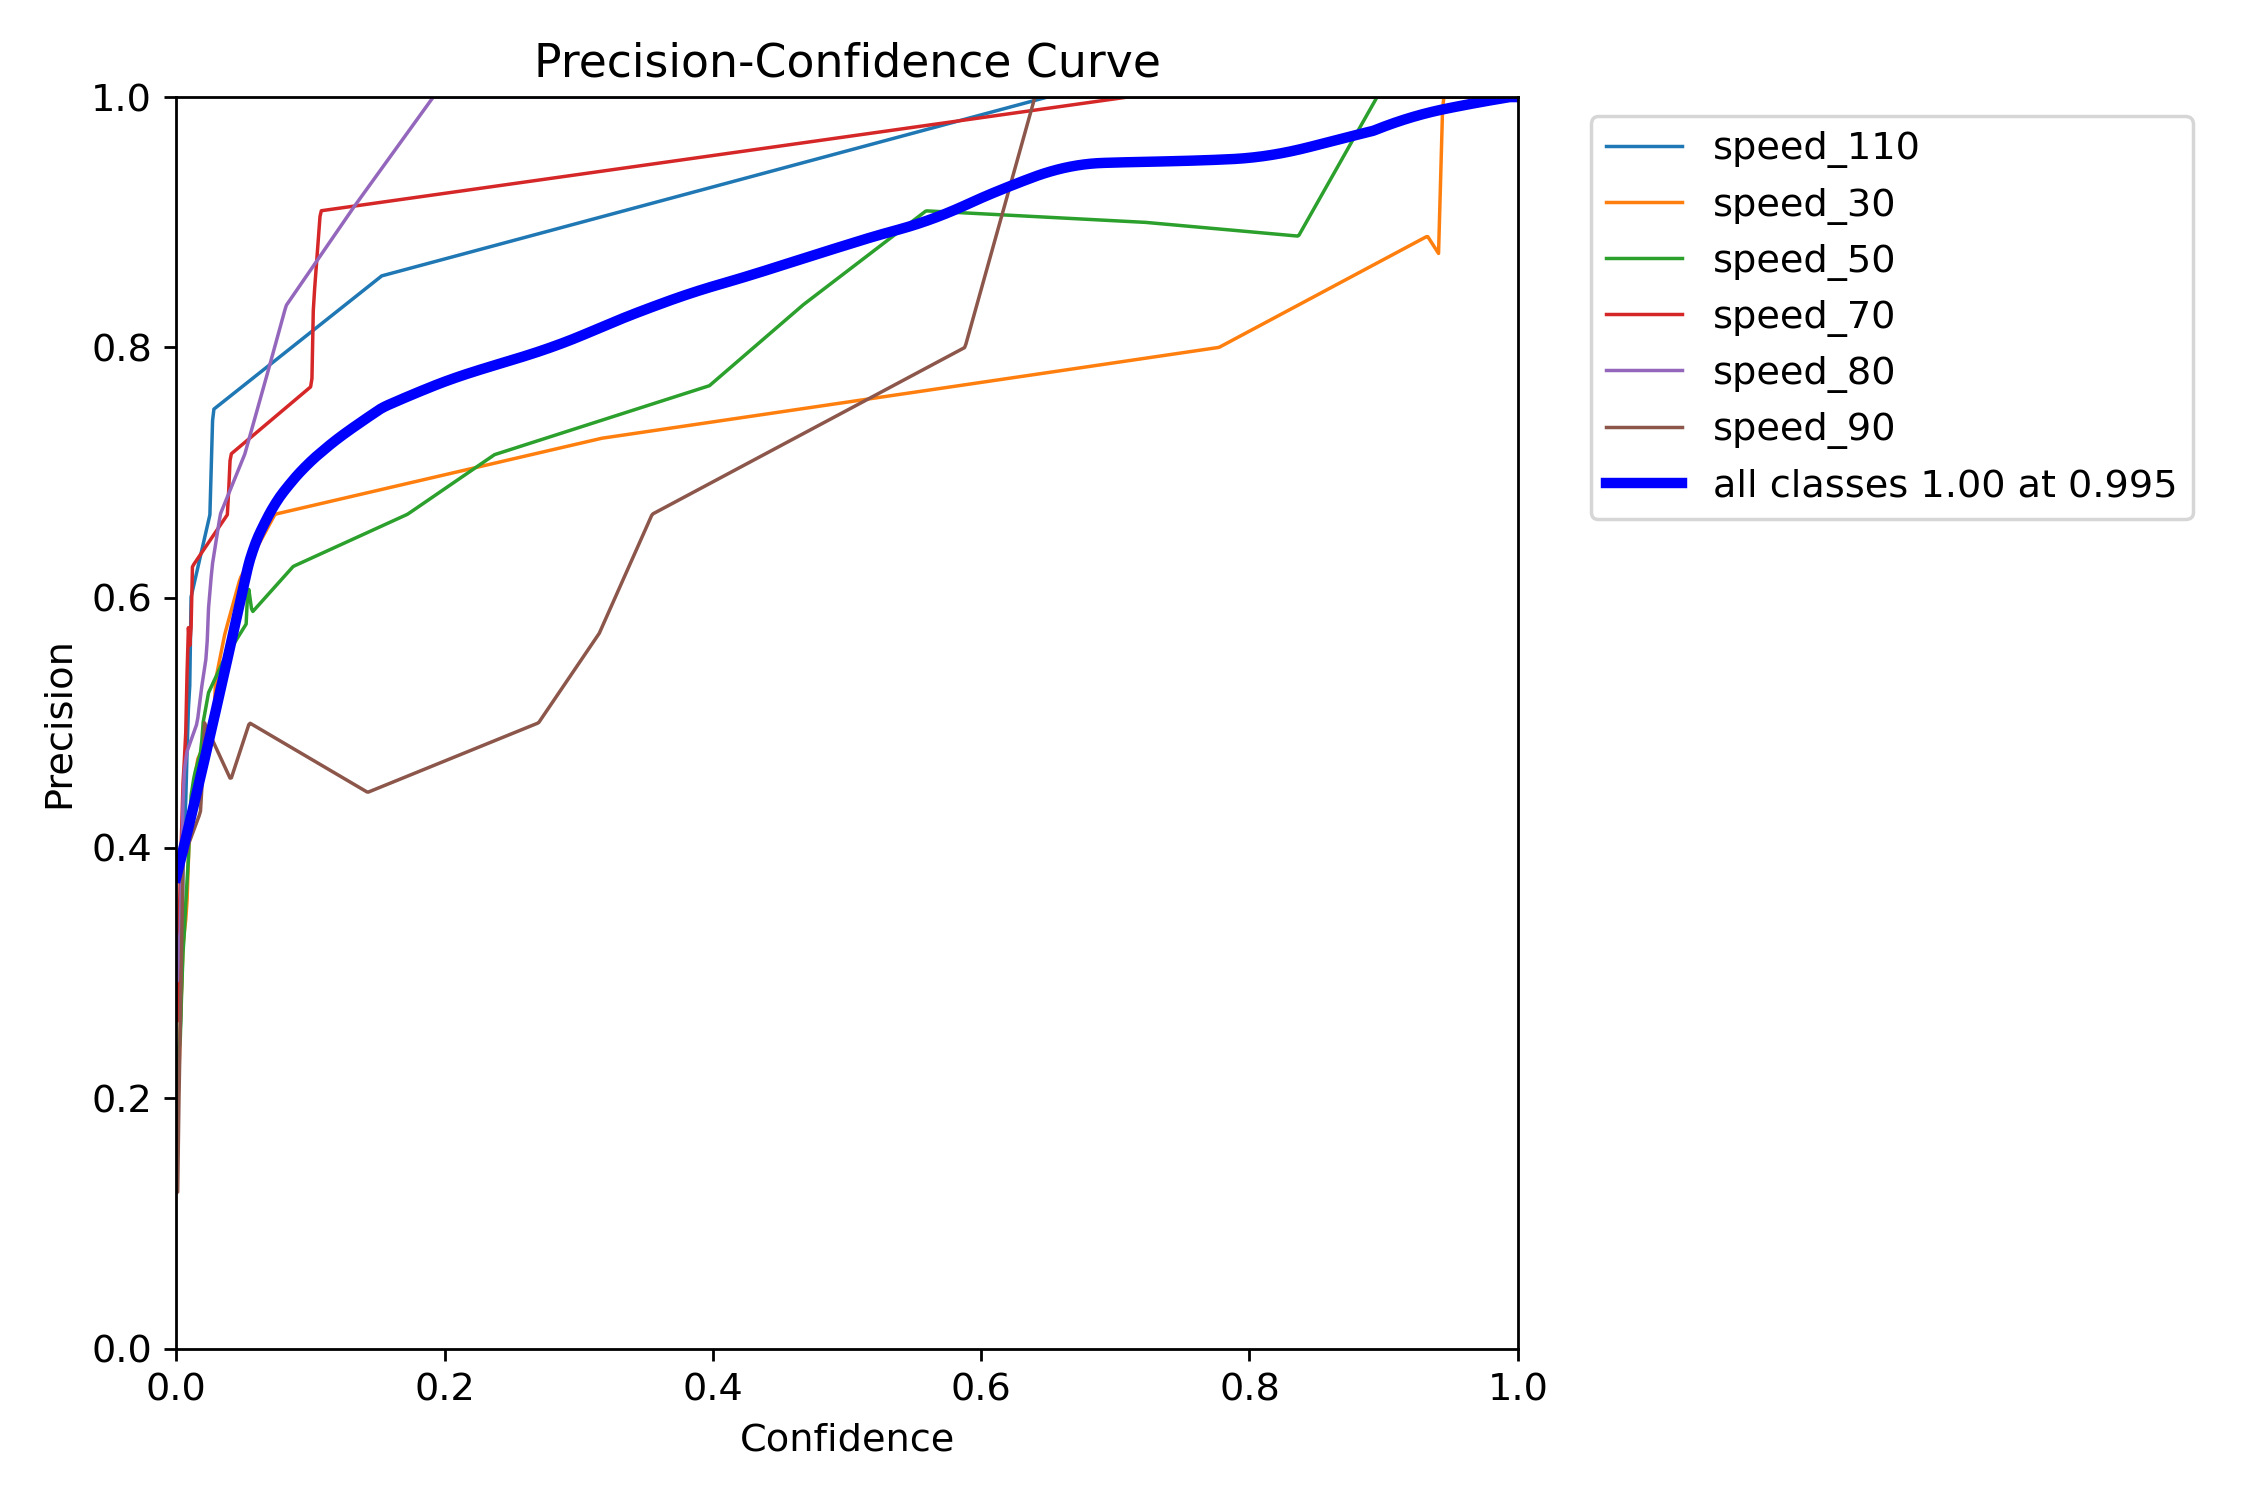 Precision-Confidence Curve
1.0
0.8
0.6
0.4
0.2
0.0
Precision
0.0 0.2 0.4 0.6 0.8 1.0
Confidence
speed_110
speed_30
speed_50
speed_70
speed_80
speed_90
all classes 1.00 at 0.995